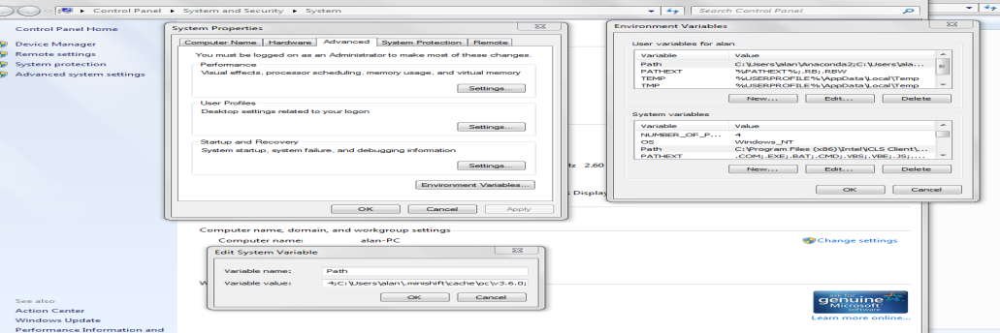 Control Panel ▸ System and Security ▸ System
Search Control Panel
Control Panel Home
Device Manager
Remote settings
System protection
Advanced system settings
See also
Action Center
Windows Update
Performance Information and
System Properties
Computer Name
Hardware
Advanced
System Protection
Remote
You must be logged on as an Administrator to make most of these changes.
Performance
Visual effects, processor scheduling, memory usage, and virtual memory
Settings...
User Profiles
Desktop settings related to your logon
Settings...
Startup and Recovery
System startup, system failure, and debugging information
Settings...
Environment Variables...
OK
Cancel
Apply
Environment Variables
User variables for alan
Variable Value
Path C:\Users\alan\Anaconda2;C:\Users\ala...
PATHEXT %PATHEXT%;.RB;.RBW
TEMP %USERPROFILE%\AppData\Local\Temp
TMP %USERPROFILE%\AppData\Local\Temp
New...
Edit...
Delete
System variables
Variable Value
NUMBER_OF_P... 4
OS Windows_NT
Path C:\Program Files (x86)\Intel\iCLS Client\...
PATHEXT .COM;.EXE;.BAT;.CMD;.VBS;.VBE;.JS;....
New...
Edit...
Delete
OK
Cancel
Hz 2.60
Display
Computer name, domain, and workgroup settings
Computer name: alan-PC
Change settings
Edit System Variable
Variable name: Path
Variable value: 4;C:\Users\alan\.minishift\cache\oc\v3.6.0;
OK
Cancel
W
ask for
genuine
Microsoft
software
Learn more online...